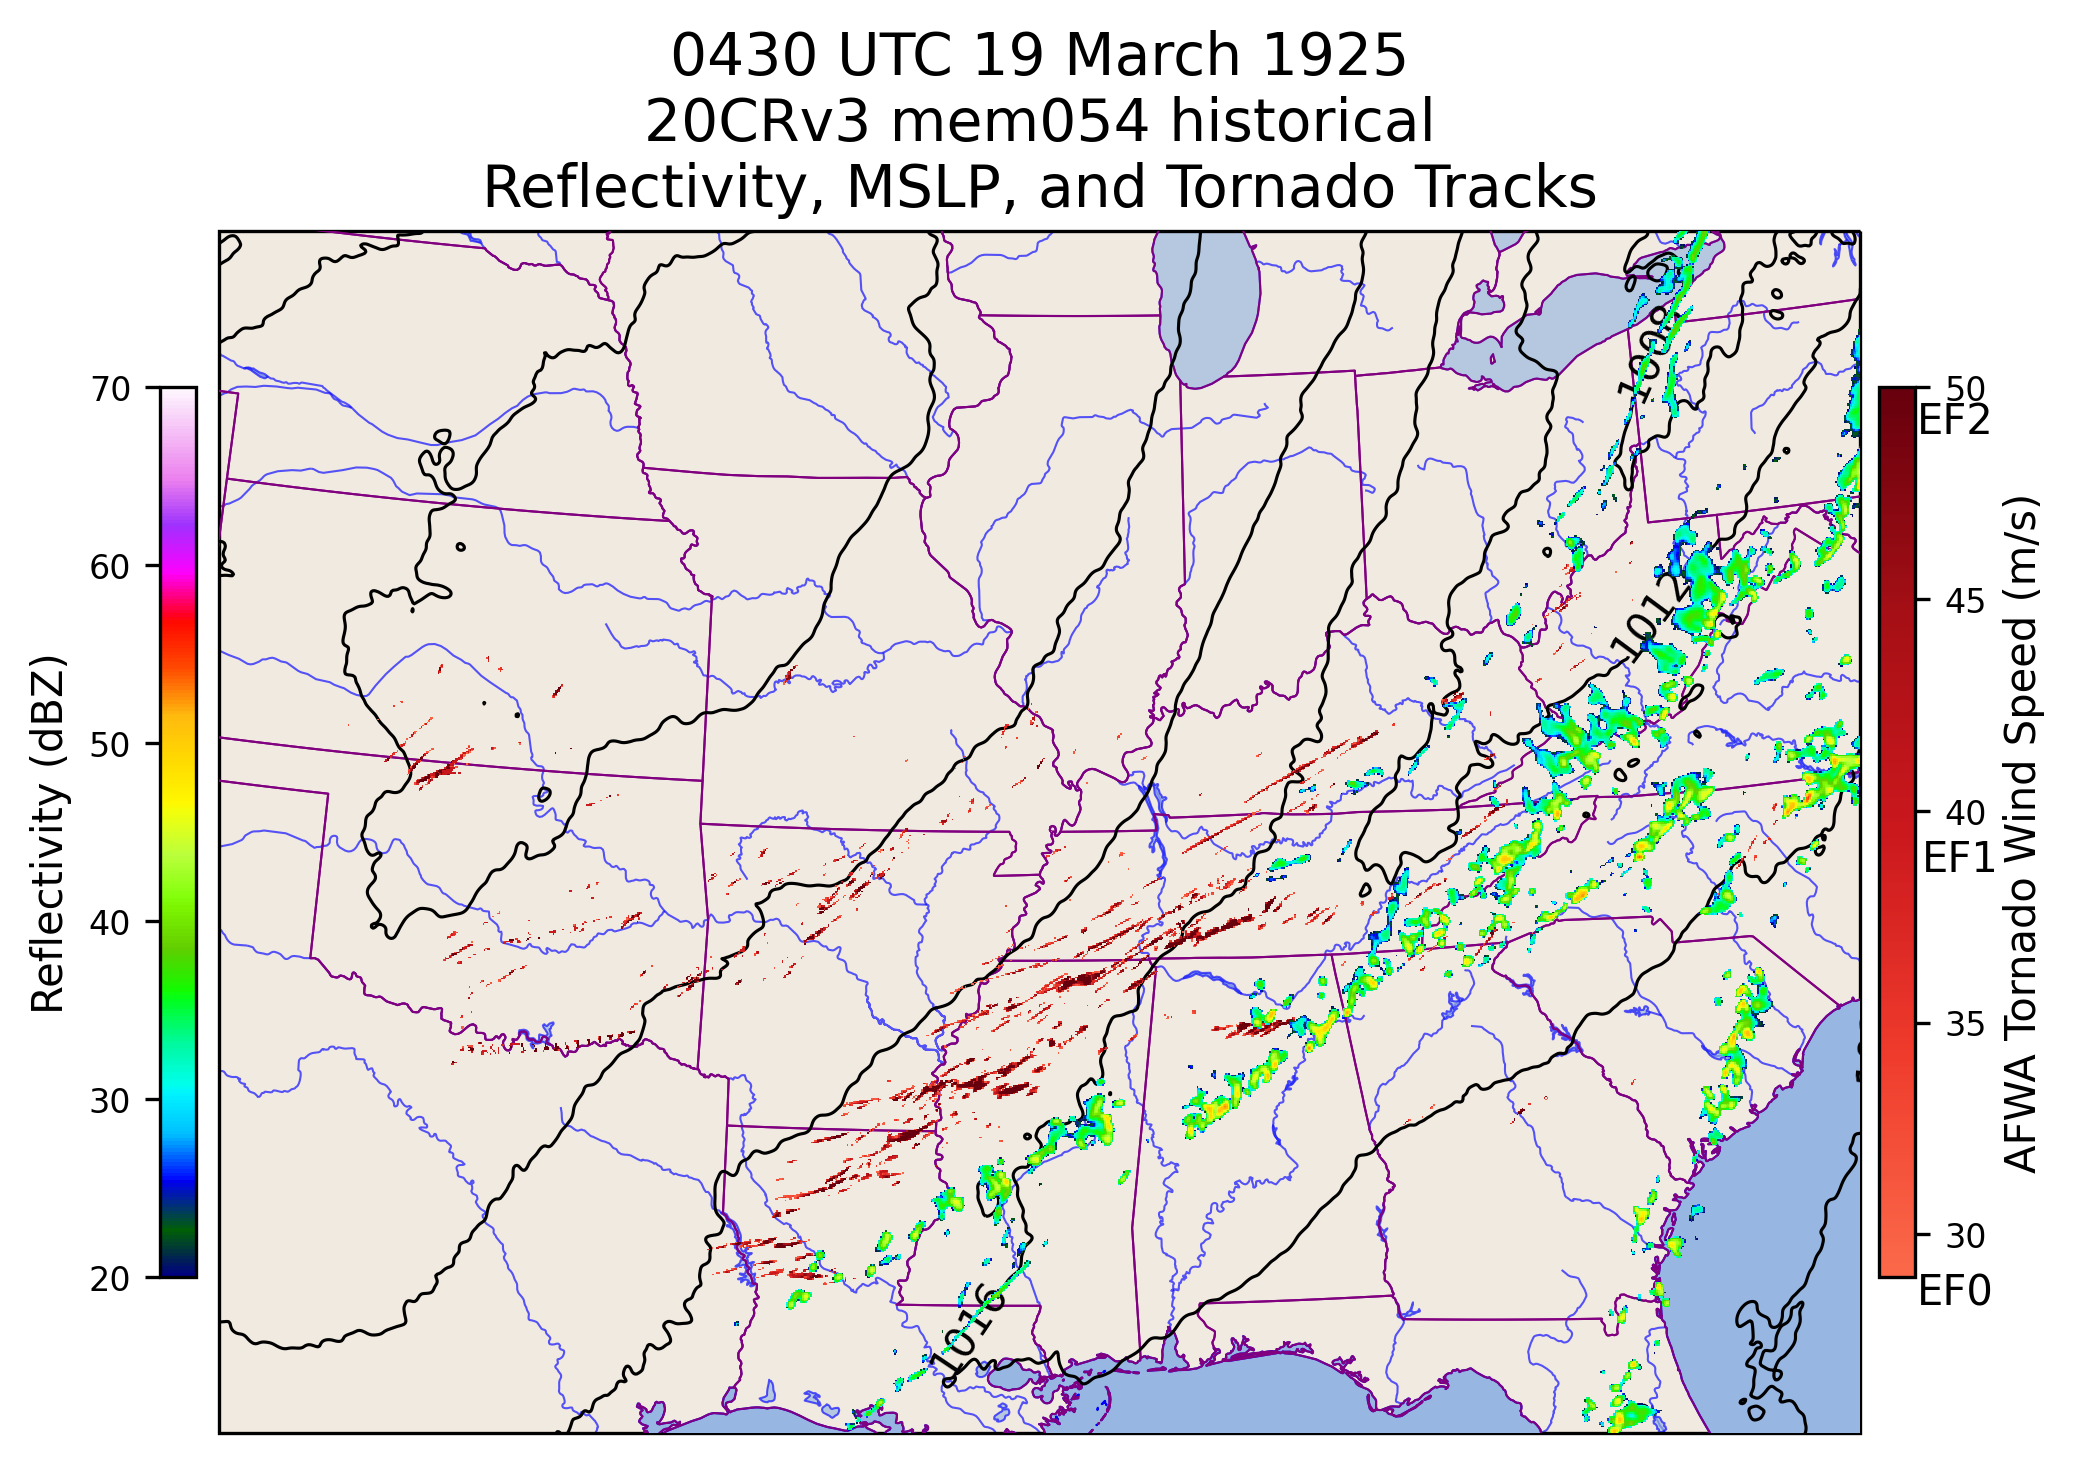 0430 UTC 19 March 1925
20CRv3 mem054 historical
Reflectivity, MSLP, and Tornado Tracks
70
60
50
40
30
20
Reflectivity (dBZ)
1008
1012
1016
50
EF2
45
40
EF1
35
30
EF0
AFWA Tornado Wind Speed (m/s)